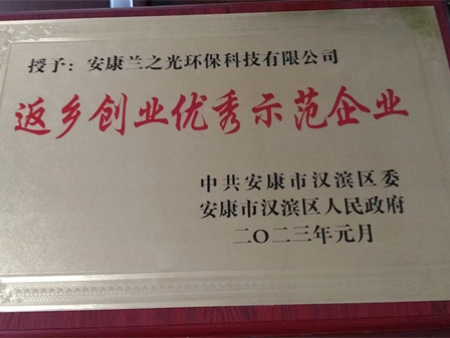 授予：安康兰之光环保科技有限公司
返乡创业优秀示范企业
中共安康市汉滨区委
安康市汉滨区人民政府
二〇二三年元月